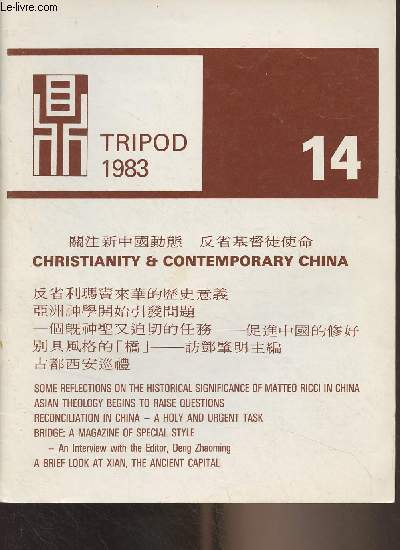 Le-livre.com
鼎
TRIPOD
1983
14
關注新中國動態 反省基督徒使命
CHRISTIANITY & CONTEMPORARY CHINA
反省利瑪竇來華的歷史意義
亞洲神學開始引發問題
一個既神聖又迫切的任務——促進中國的修好
別具風格的「橋」——訪鄧肇明主編
古都西安巡禮
SOME REFLECTIONS ON THE HISTORICAL SIGNIFICANCE OF MATTEO RICCI IN CHINA
ASIAN THEOLOGY BEGINS TO RAISE QUESTIONS
RECONCILIATION IN CHINA – A HOLY AND URGENT TASK
BRIDGE: A MAGAZINE OF SPECIAL STYLE
– An Interview with the Editor, Deng Zhaoming
A BRIEF LOOK AT XIAN, THE ANCIENT CAPITAL